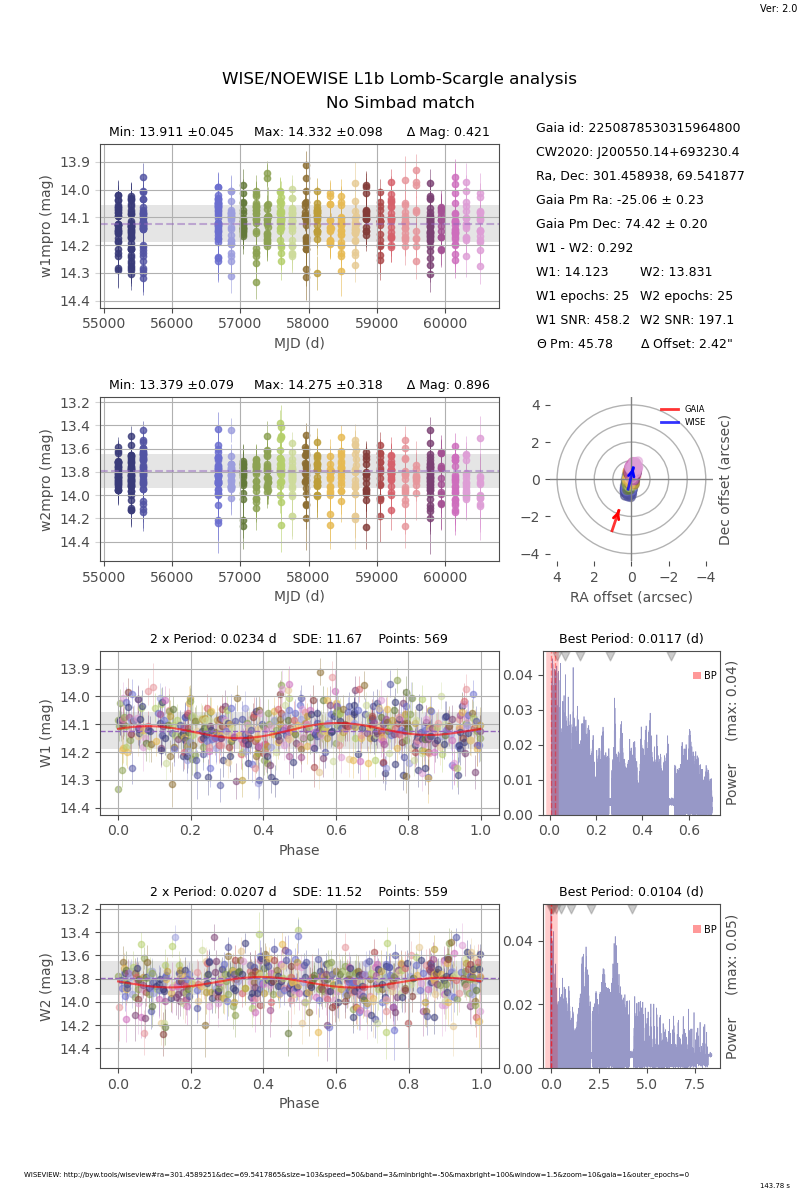 Ver: 2.0
WISE/NOEWISE L1b Lomb-Scargle analysis
No Simbad match
Min: 13.911 ±0.045 Max: 14.332 ±0.098 Δ Mag: 0.421
w1mpro (mag)
13.9
14.0
14.1
14.2
14.3
14.4
55000 56000 57000 58000 59000 60000
MJD (d)
Gaia id: 2250878530315964800
CW2020: J200550.14+693230.4
Ra, Dec: 301.458938, 69.541877
Gaia Pm Ra: -25.06 ± 0.23
Gaia Pm Dec: 74.42 ± 0.20
W1 - W2: 0.292
W1: 14.123 W2: 13.831
W1 epochs: 25 W2 epochs: 25
W1 SNR: 458.2 W2 SNR: 197.1
Θ Pm: 45.78 Δ Offset: 2.42"
Min: 13.379 ±0.079 Max: 14.275 ±0.318 Δ Mag: 0.896
w2mpro (mag)
13.2
13.4
13.6
13.8
14.0
14.2
14.4
55000 56000 57000 58000 59000 60000
MJD (d)
GAIA
WISE
4
2
0
−2
−4
4 2 0 −2 −4
RA offset (arcsec)
Dec offset (arcsec)
2 x Period: 0.0234 d SDE: 11.67 Points: 569
W1 (mag)
13.9
14.0
14.1
14.2
14.3
14.4
0.0 0.2 0.4 0.6 0.8 1.0
Phase
Best Period: 0.0117 (d)
BP
0.04
0.03
0.02
0.01
0.00
0.0 0.2 0.4 0.6
Power (max: 0.04)
2 x Period: 0.0207 d SDE: 11.52 Points: 559
W2 (mag)
13.2
13.4
13.6
13.8
14.0
14.2
14.4
0.0 0.2 0.4 0.6 0.8 1.0
Phase
Best Period: 0.0104 (d)
BP
0.04
0.02
0.00
0.0 2.5 5.0 7.5
Power (max: 0.05)
WISEVIEW: http://byw.tools/wiseview#ra=301.4589251&dec=69.5417865&size=103&speed=50&band=3&minbright=-50&maxbright=100&window=1.5&zoom=10&gaia=1&outer_epochs=0
143.78 s